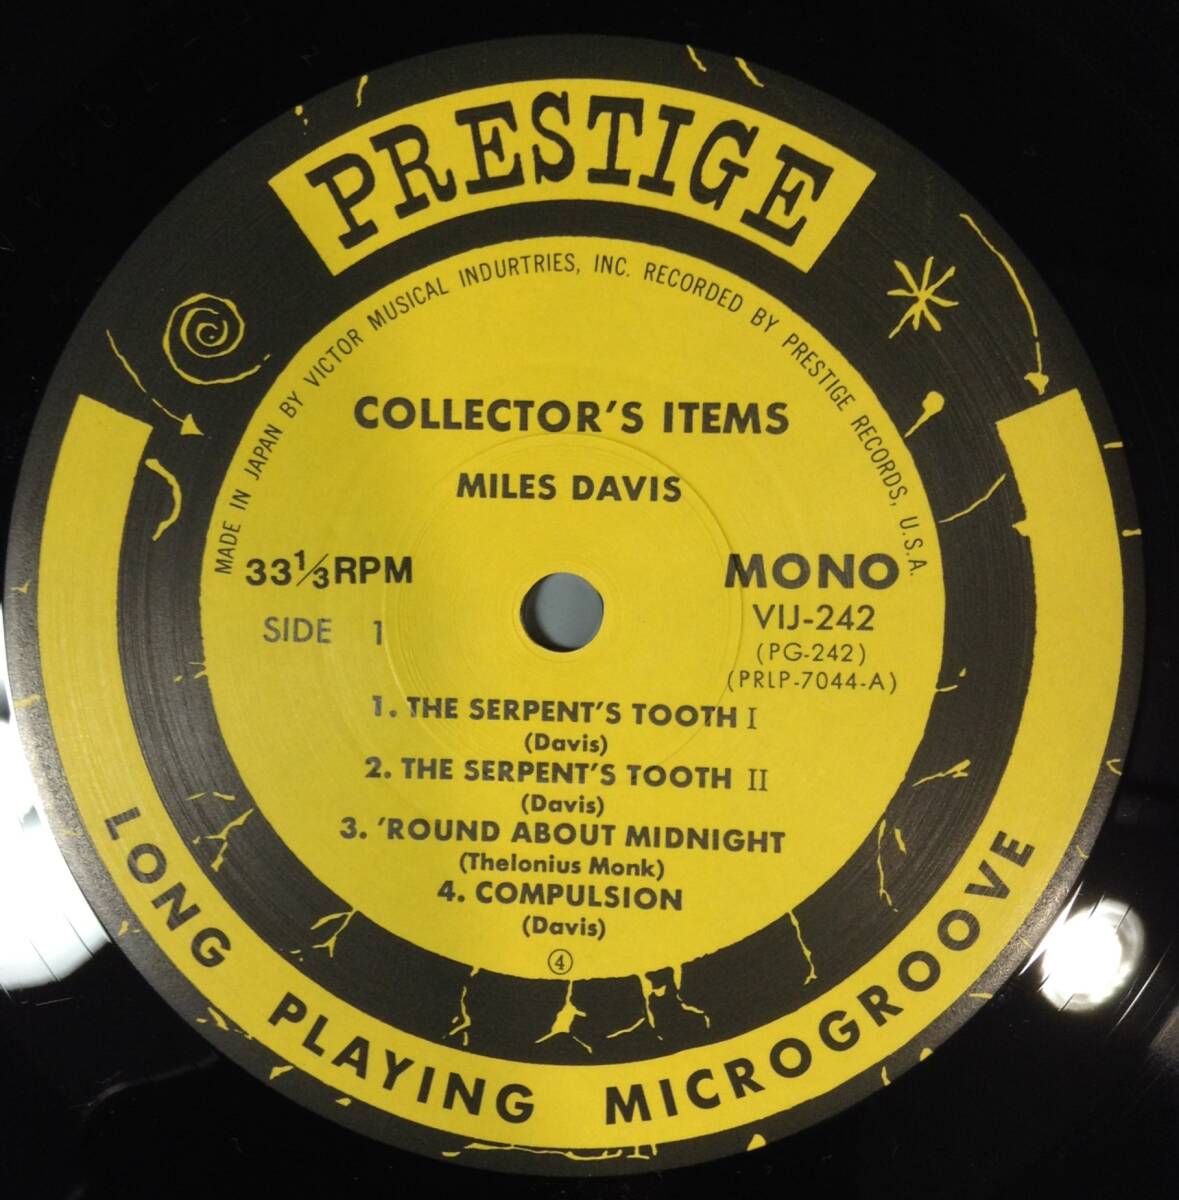 PRESTIGE
MADE IN JAPAN BY VICTOR MUSICAL INDURTRIES, INC. RECORDED BY PRESTIGE RECORDS, U.S.A.
COLLECTOR'S ITEMS
MILES DAVIS
33⅓ RPM
SIDE 1
MONO
VIJ-242
(PG-242)
(PRLP-7044-A)
1. THE SERPENT'S TOOTH I
(Davis)
2. THE SERPENT'S TOOTH II
(Davis)
3. 'ROUND ABOUT MIDNIGHT
(Thelonius Monk)
4. COMPULSION
(Davis)
④
LONG PLAYING MICROGROOVE